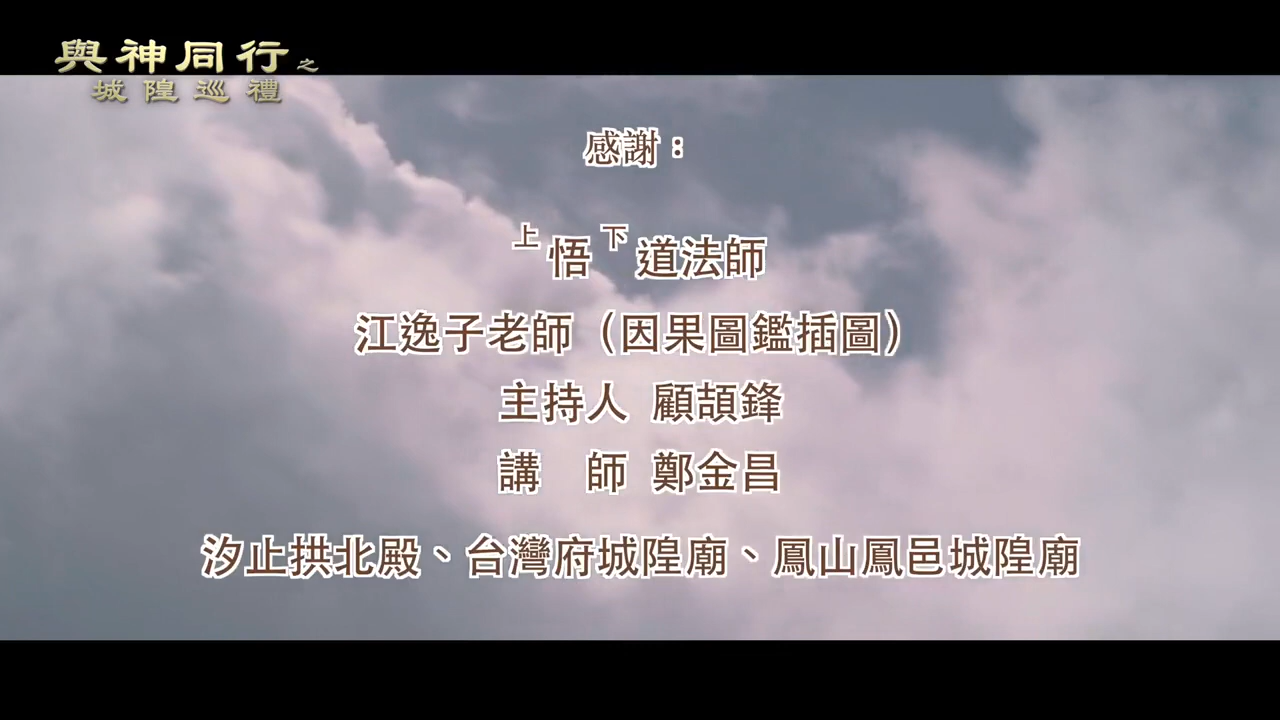 與神同行之
城隍巡禮
感謝：
上悟下道法師
江逸子老師（因果圖鑑插圖）
主持人 顧頡鋒
講　師 鄭金昌
汐止拱北殿、台灣府城隍廟、鳳山鳳邑城隍廟